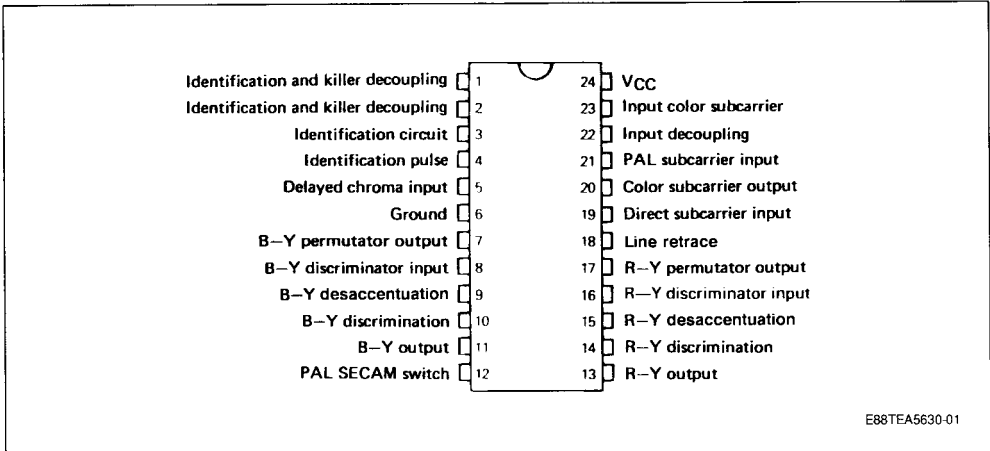 Identification and killer decoupling 1 24 VCC
Identification and killer decoupling 2 23 Input color subcarrier
Identification circuit 3 22 Input decoupling
Identification pulse 4 21 PAL subcarrier input
Delayed chroma input 5 20 Color subcarrier output
Ground 6 19 Direct subcarrier input
B–Y permutator output 7 18 Line retrace
B–Y discriminator input 8 17 R–Y permutator output
B–Y desaccentuation 9 16 R–Y discriminator input
B–Y discrimination 10 15 R–Y desaccentuation
B–Y output 11 14 R–Y discrimination
PAL SECAM switch 12 13 R–Y output
E88TEA5630-01